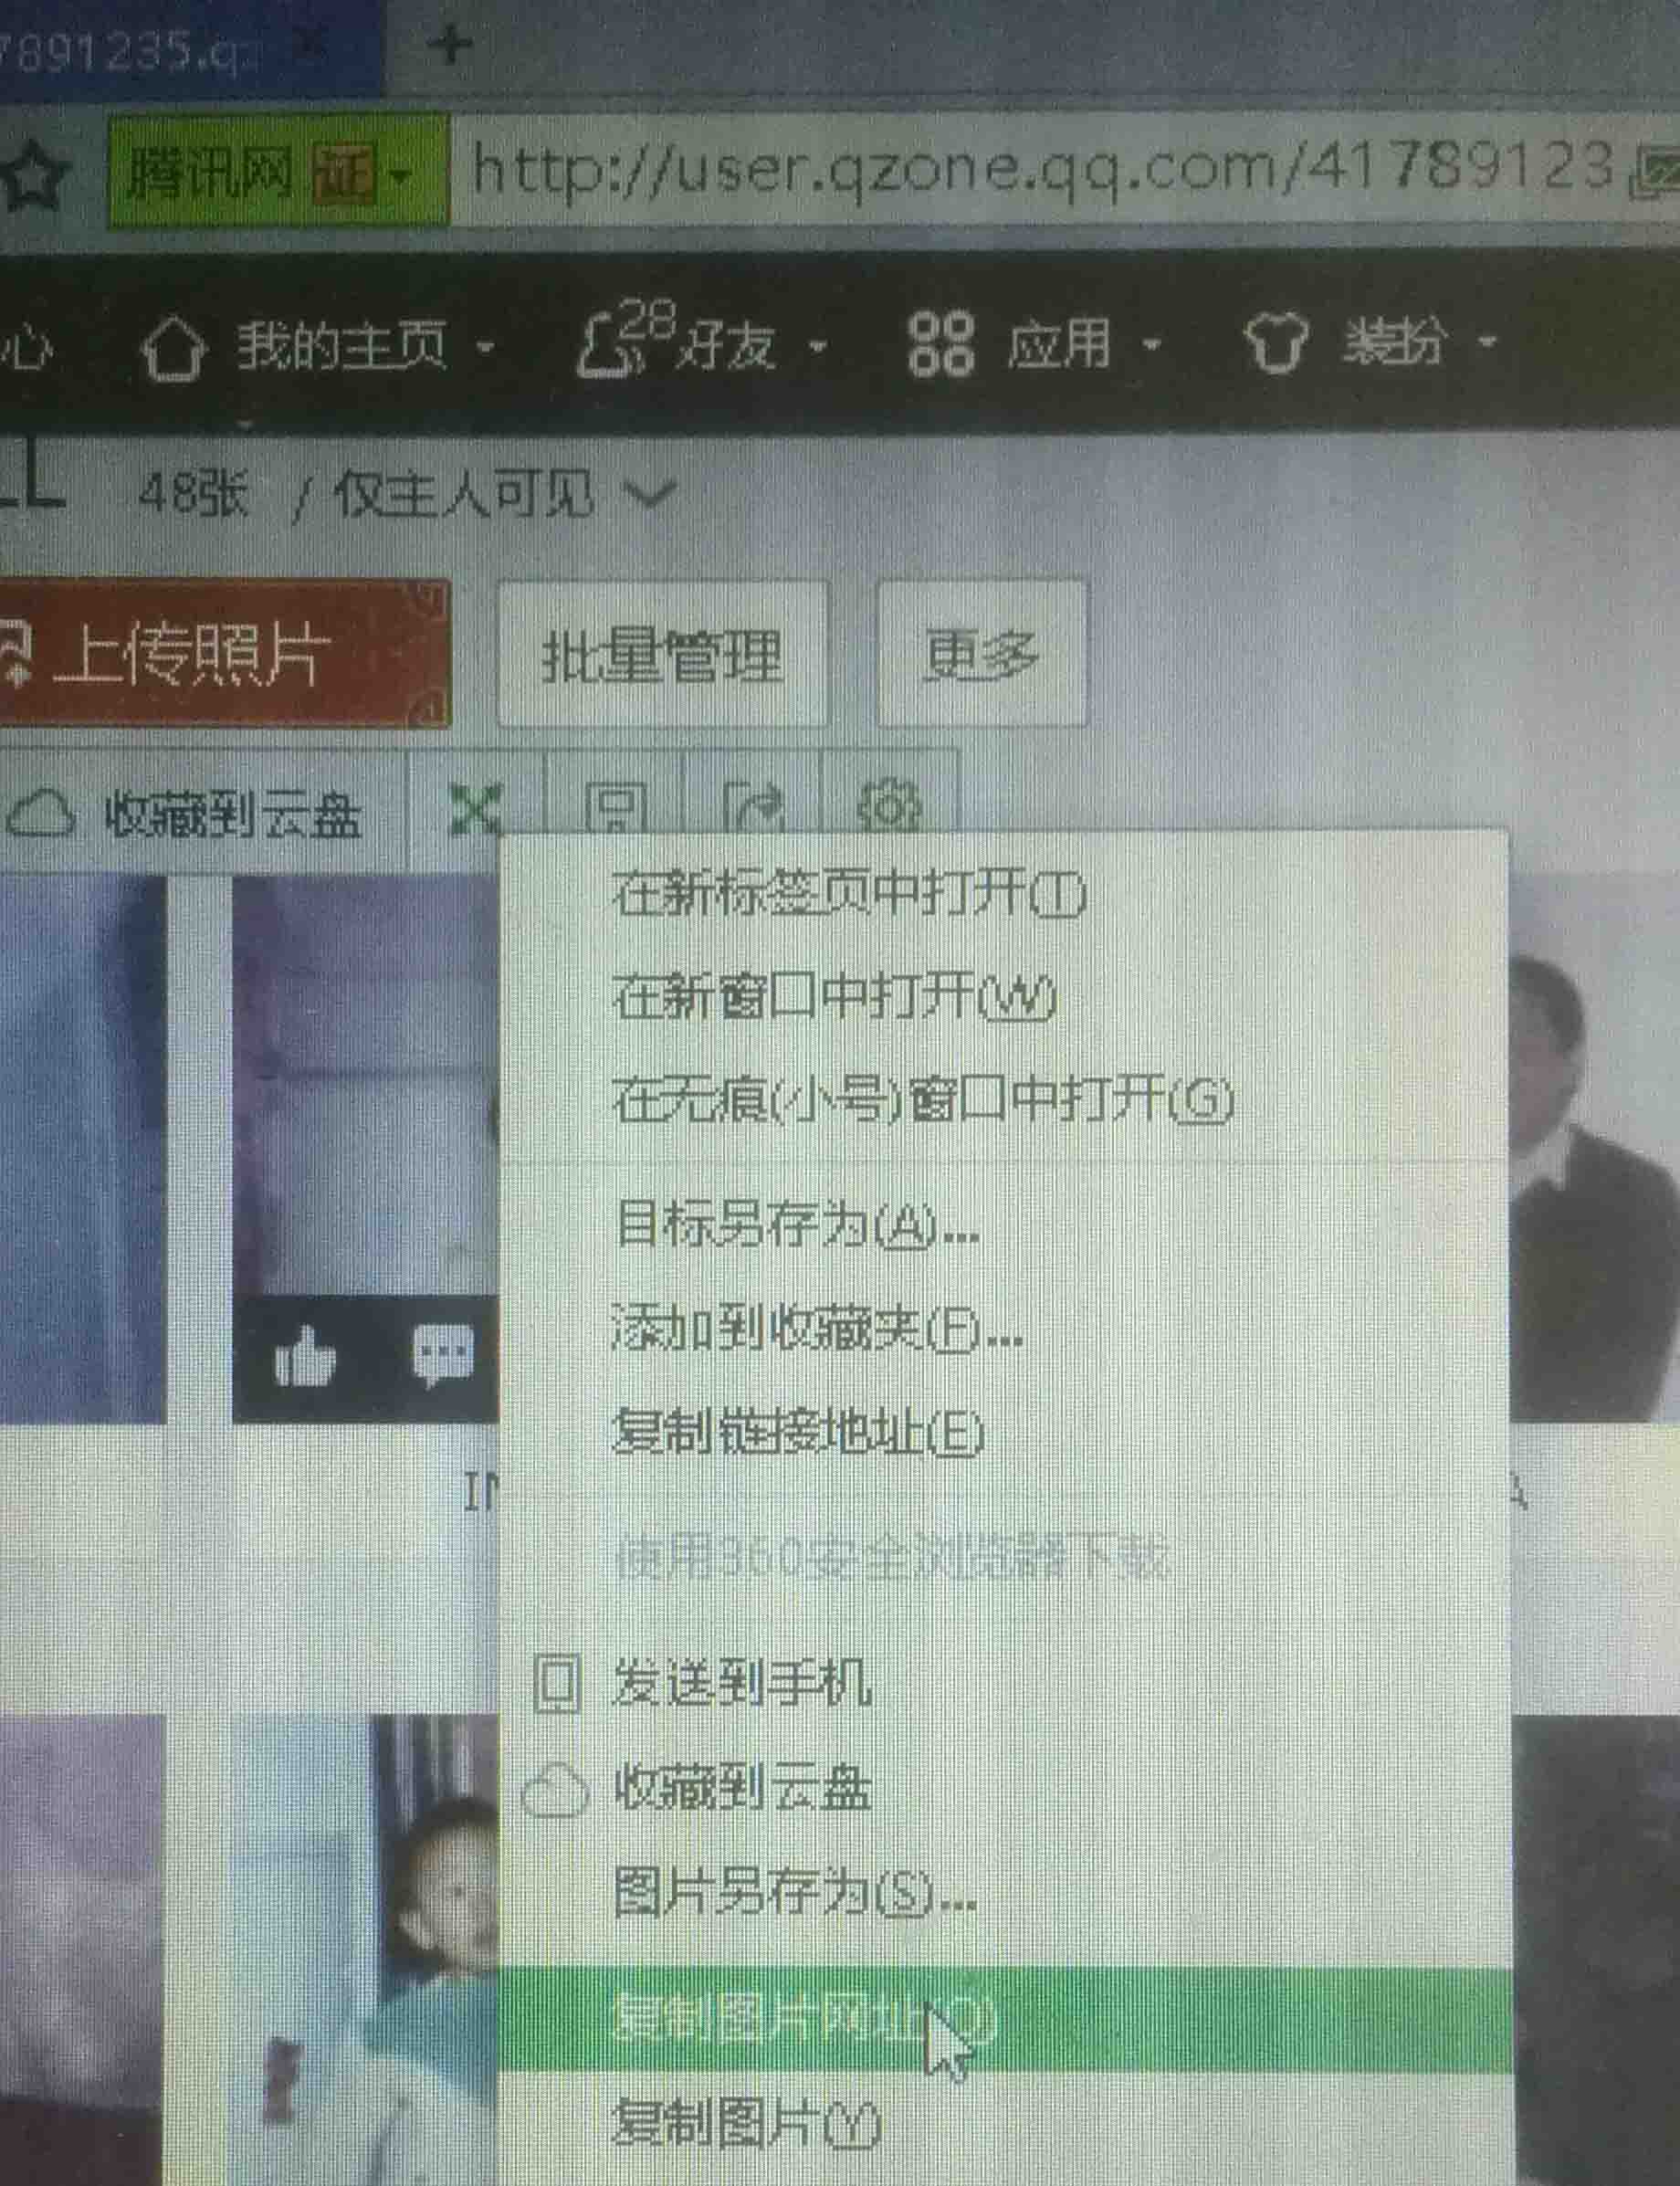 7891235.q
腾讯网 证 http://user.qzone.qq.com/41789123
心 我的主页 28 好友 应用 装扮
48张 / 仅主人可见
上传照片 批量管理 更多
收藏到云盘
在新标签页中打开(T)
在新窗口中打开(W)
在无痕(小号)窗口中打开(G)
目标另存为(A)...
添加到收藏夹(F)...
复制链接地址(E)
使用360安全浏览器下载
发送到手机
收藏到云盘
图片另存为(S)...
复制图片网址(O)
复制图片(Y)